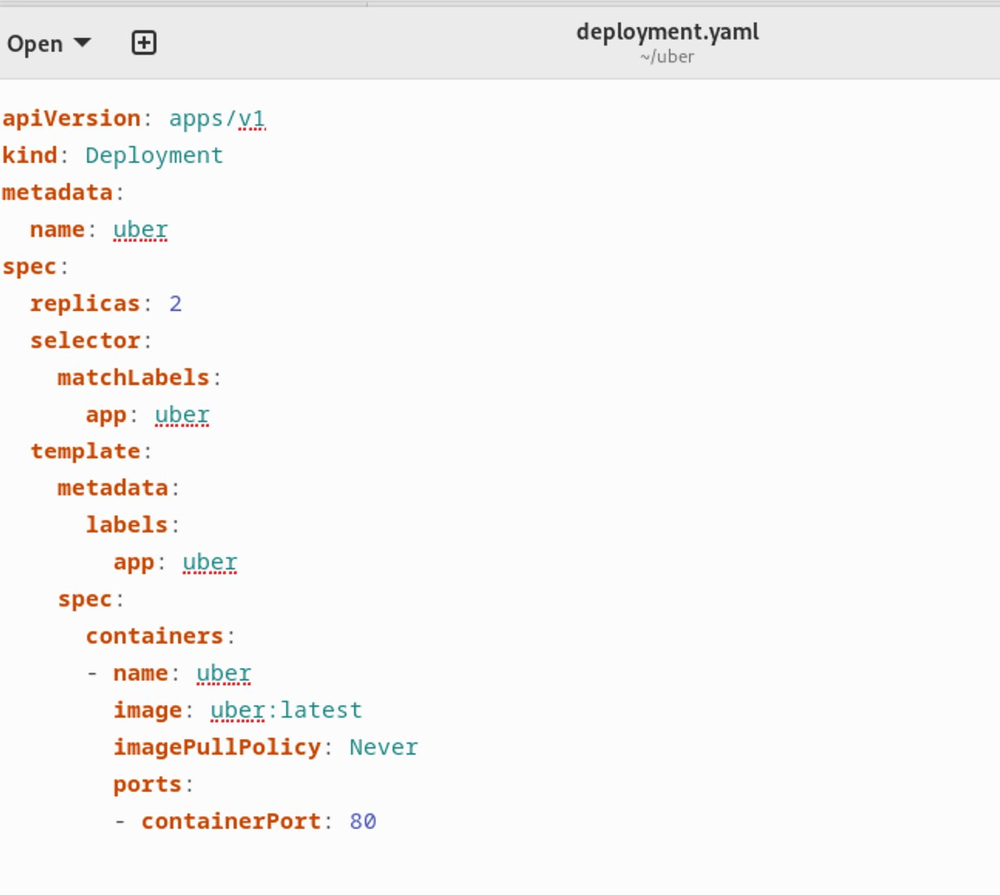 Open
deployment.yaml
~/uber
apiVersion: apps/v1
kind: Deployment
metadata:
  name: uber
spec:
  replicas: 2
  selector:
    matchLabels:
      app: uber
  template:
    metadata:
      labels:
        app: uber
    spec:
      containers:
      - name: uber
        image: uber:latest
        imagePullPolicy: Never
        ports:
        - containerPort: 80